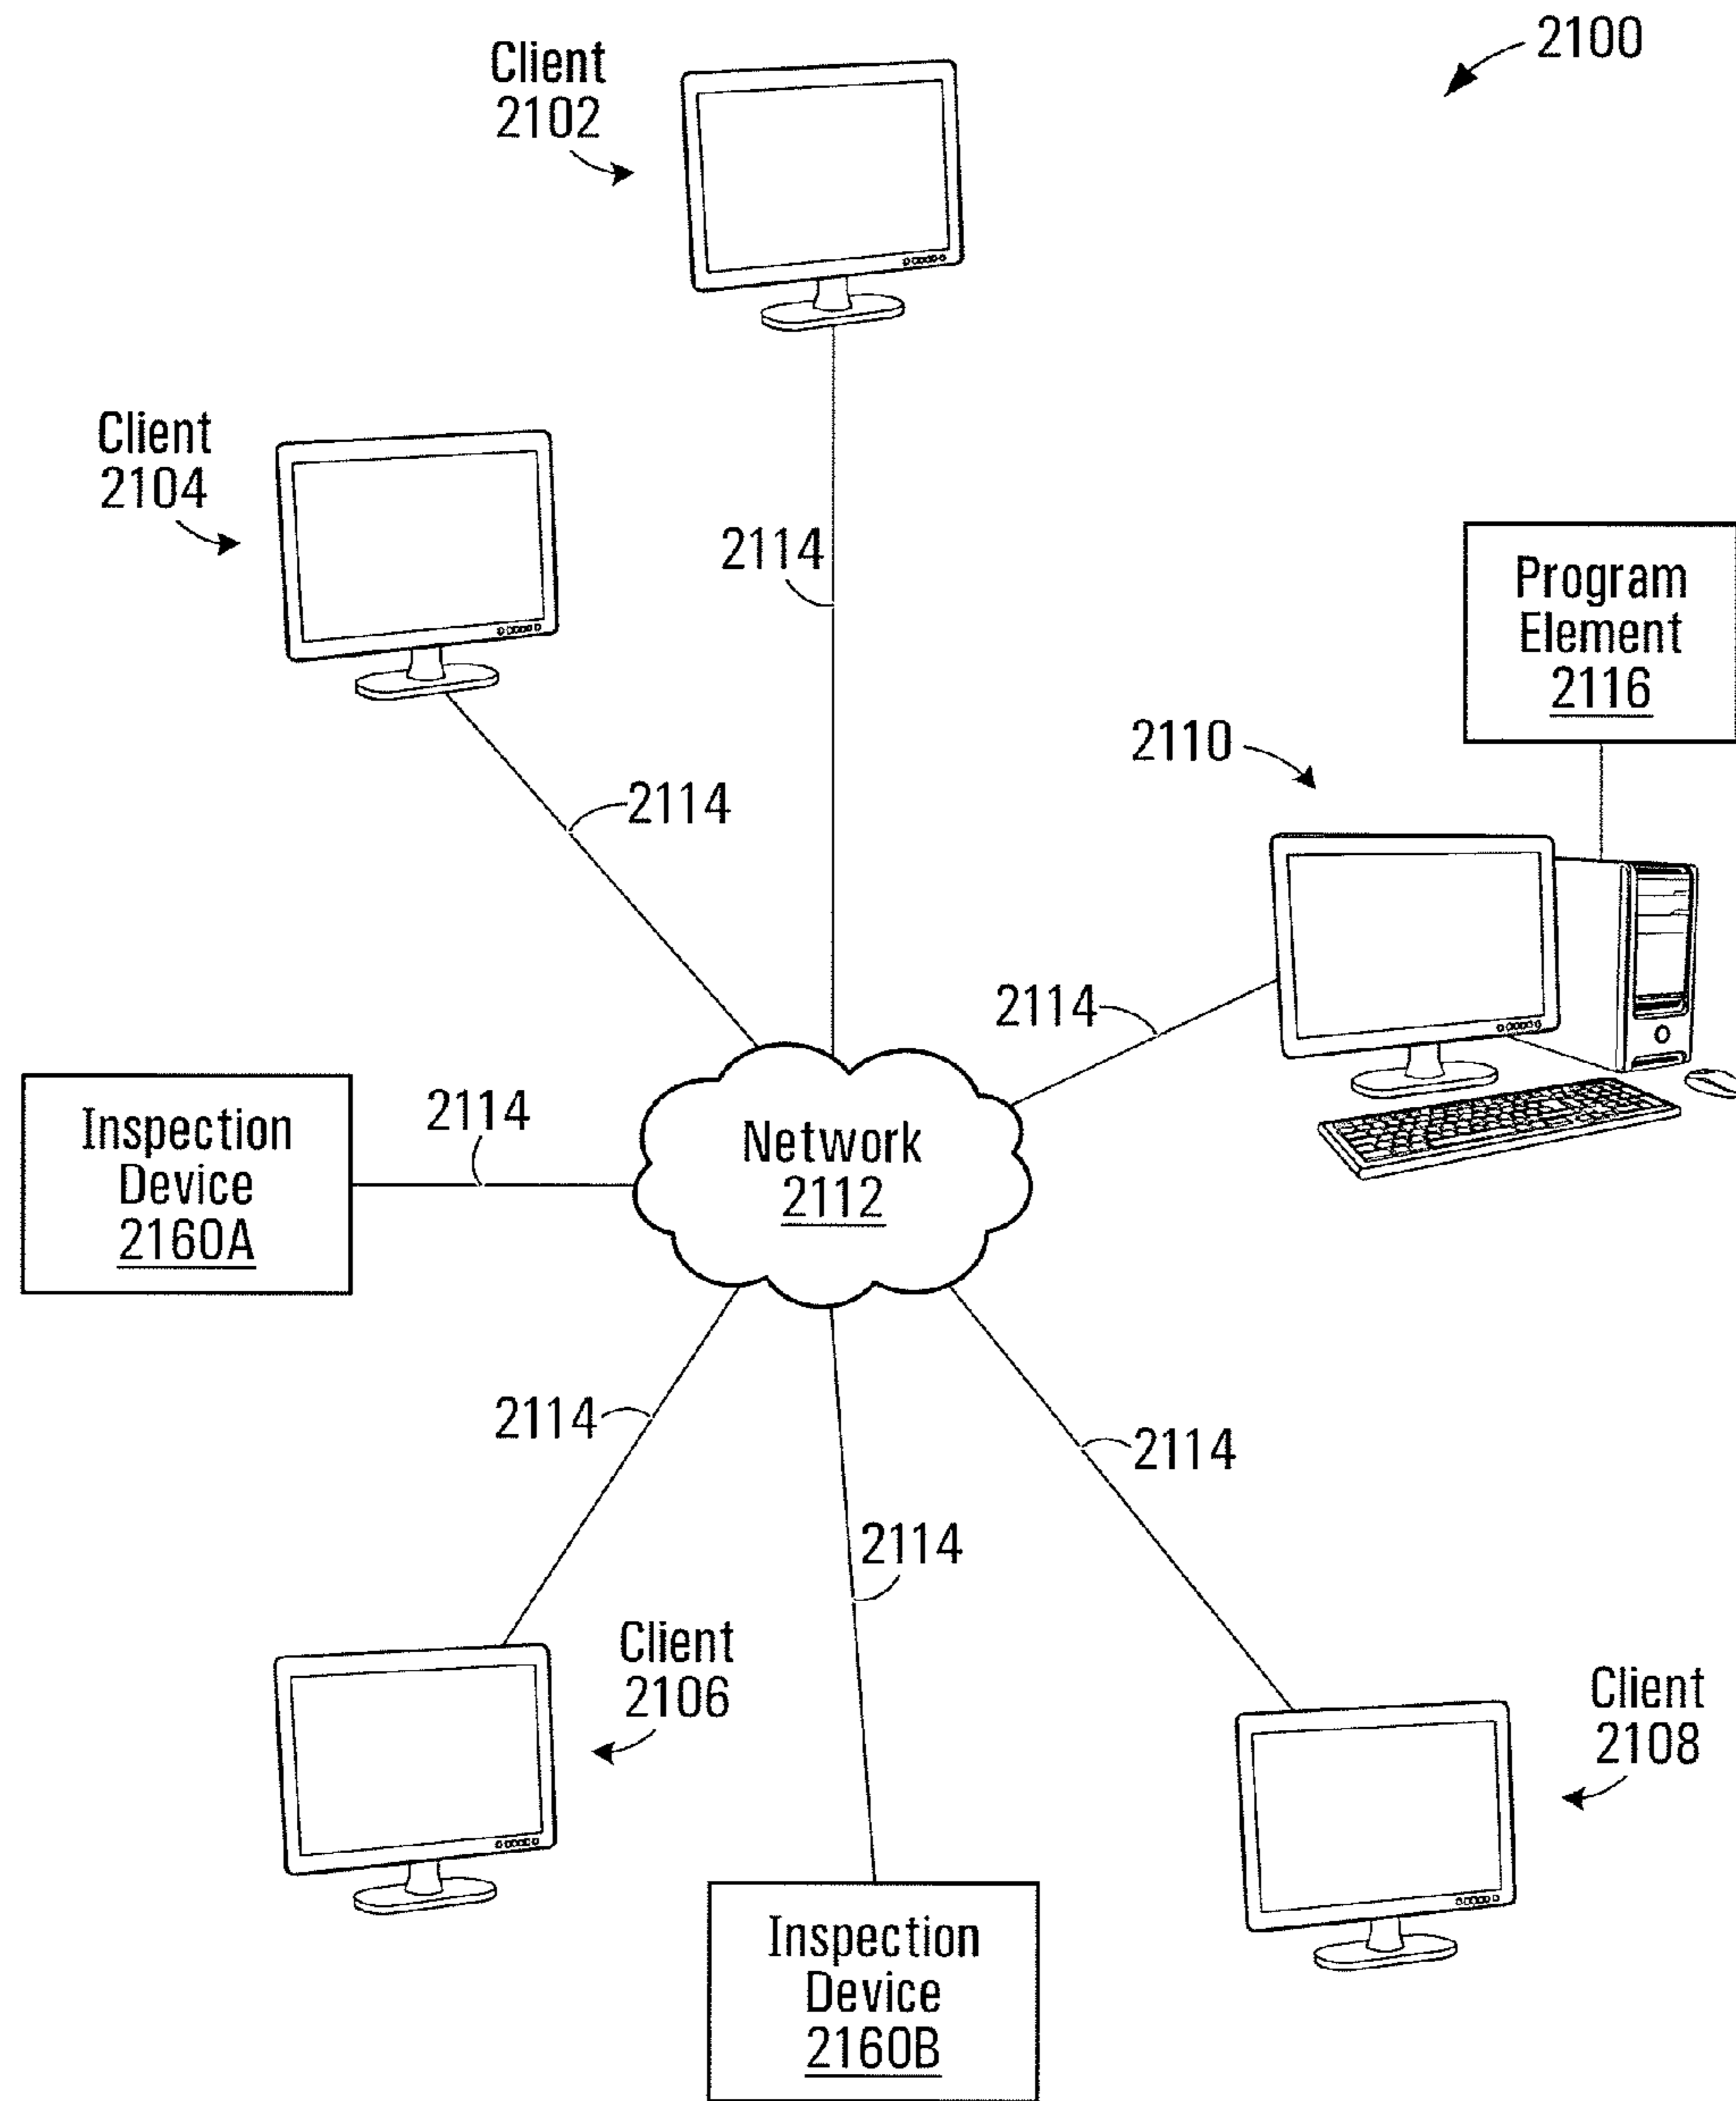 2100
Client
2102
Client
2104
2114
Program
Element
2116
2110
2114
2114
Inspection
Device
2160A
2114
Network
2112
2114
2114
2114
Client
2106
Client
2108
Inspection
Device
2160B